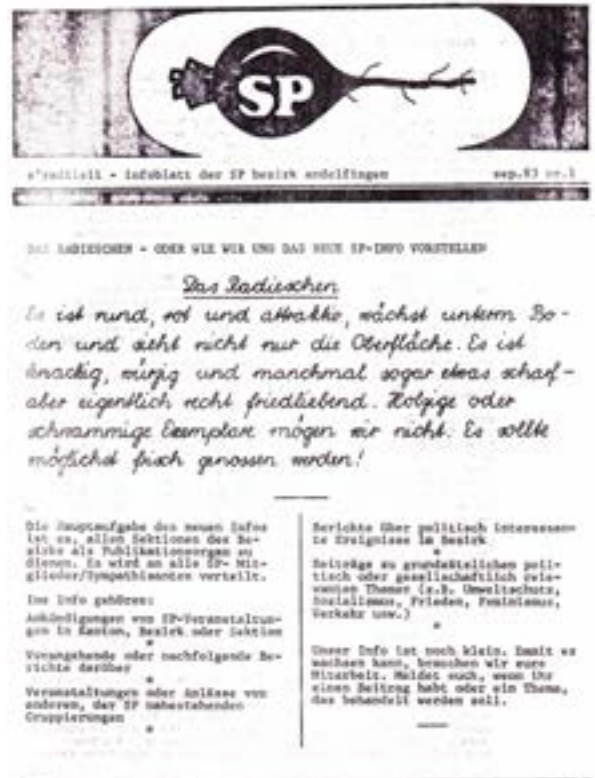 SP
s'radiesli - infoblatt der SP bezirk andelfingen sep.83 nr.1
DAS RADIESCHEN - ODER WIE WIR UNS DAS NEUE SP-INFO VORSTELLEN
Das Radieschen
Es ist rund, rot und attraktiv, wächst unterm Bo-
den und sieht nicht nur die Oberfläche. Es ist
knackig, würzig und manchmal sogar etwas scharf-
aber eigentlich recht friedliebend. Holzige oder
schwammige Exemplare mögen wir nicht. Es sollte
möglichst frisch genossen werden!
Die Hauptaufgabe des neuen Infos
ist es, allen Sektionen des Be-
zirks als Publikationsorgan zu
dienen. Es wird an alle SP- Mit-
glieder/Sympathisanten verteilt.
Ins Info gehören:
Ankündigungen von SP-Veranstaltun-
gen in Kanton, Bezirk oder Sektion
*
Vorangehende oder nachfolgende Be-
richte darüber
*
Veranstaltungen oder Anlässe von
anderen, der SP nahestehenden
Gruppierungen
*
Berichte über politisch interessan-
te Ereignisse im Bezirk
*
Beiträge zu grundsätzlichen poli-
tisch oder gesellschaftlich rele-
vanten Themen (z.B. Umweltschutz,
Sozialismus, Frieden, Feminismus,
Verkehr usw.)
*
Unser Info ist noch klein. Damit es
wachsen kann, brauchen wir eure
Mitarbeit. Meldet euch, wenn ihr
einen Beitrag habt oder ein Thema,
das behandelt werden soll.